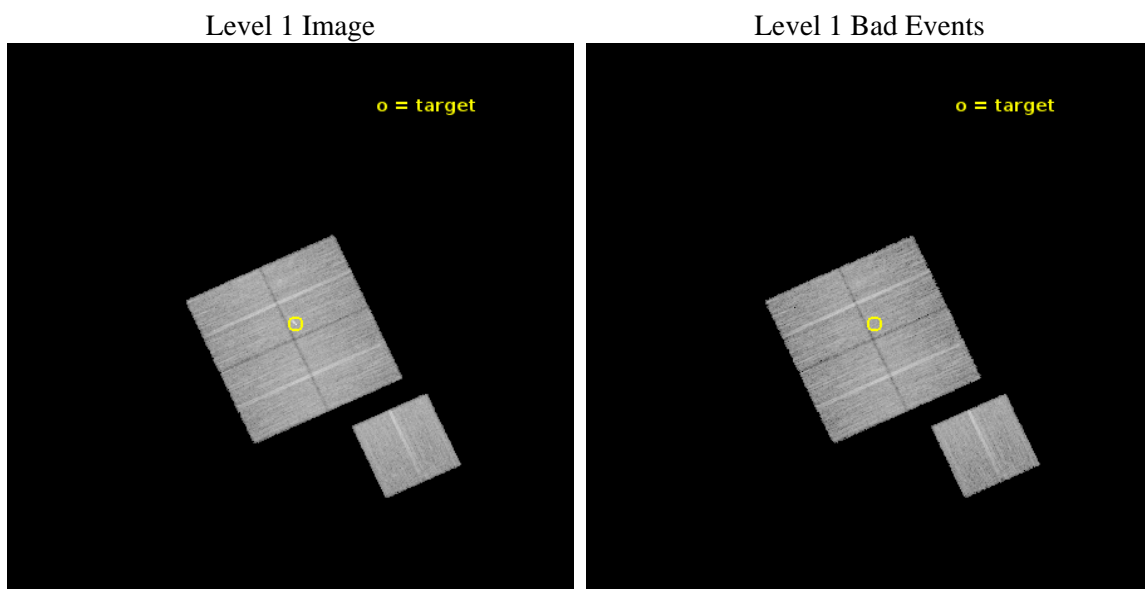 Level 1 Image
Level 1 Bad Events
o = target
o = target